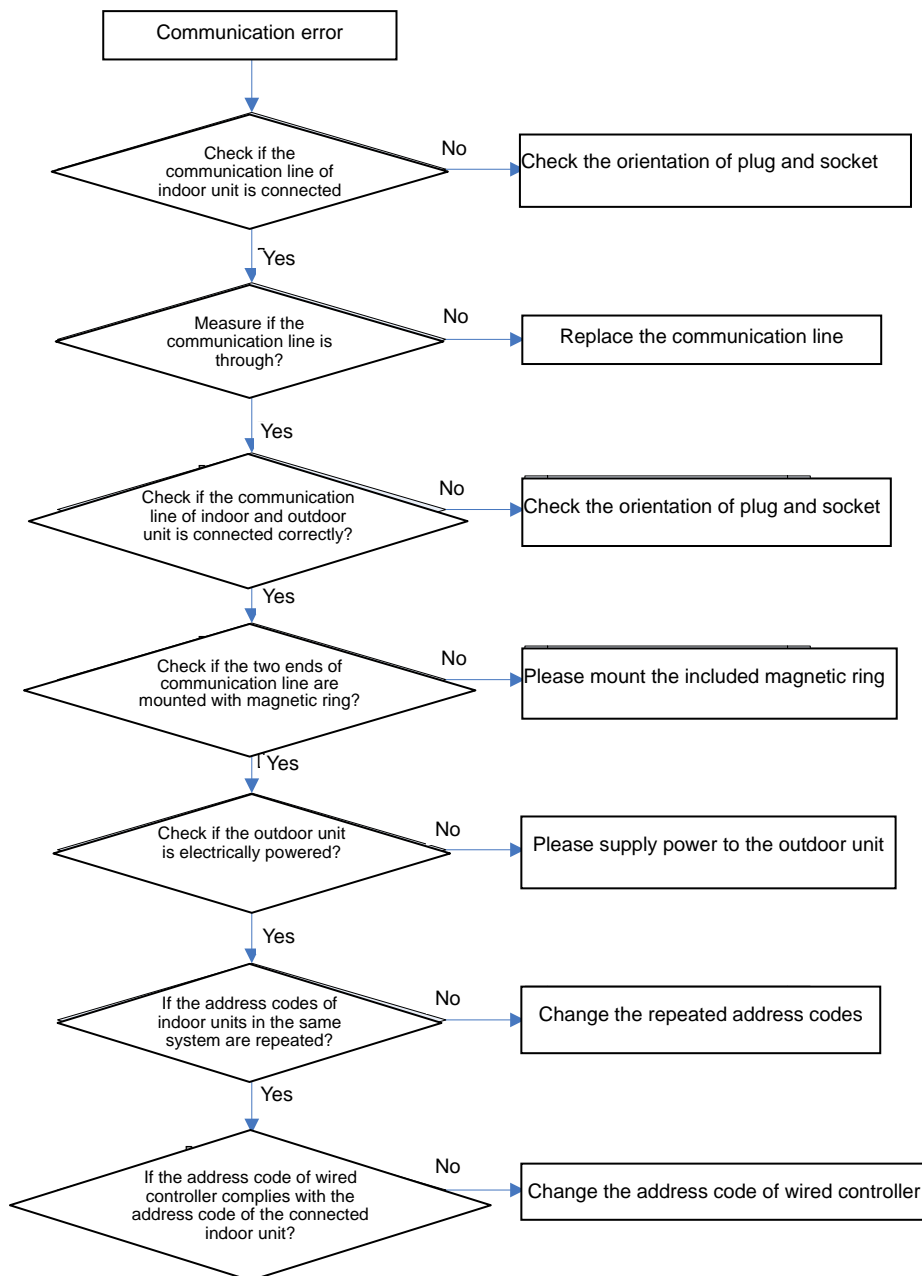 Communication error
Check if the
communication line of
indoor unit is connected
No
Check the orientation of plug and socket
Yes
Measure if the
communication line is
through?
No
Replace the communication line
Yes
Check if the communication
line of indoor and outdoor
unit is connected correctly?
No
Check the orientation of plug and socket
Yes
Check if the two ends of
communication line are
mounted with magnetic ring?
No
Please mount the included magnetic ring
Yes
Check if the outdoor unit
is electrically powered?
No
Please supply power to the outdoor unit
Yes
If the address codes of
indoor units in the same
system are repeated?
No
Change the repeated address codes
Yes
If the address code of wired
controller complies with the
address code of the connected
indoor unit?
No
Change the address code of wired controller